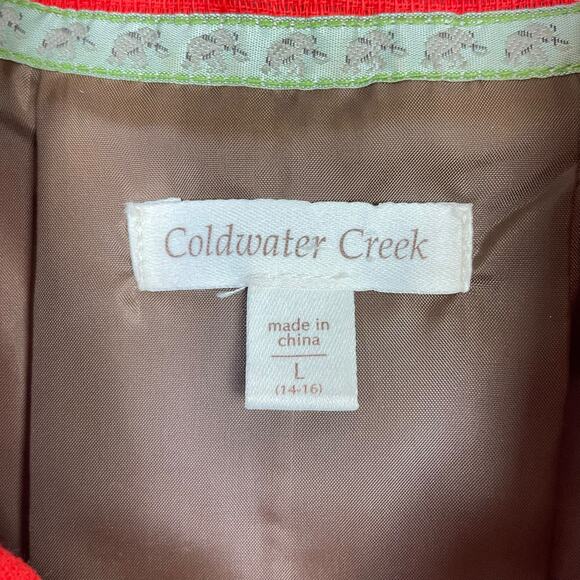 Coldwater Creek
made in
china
L
(14-16)